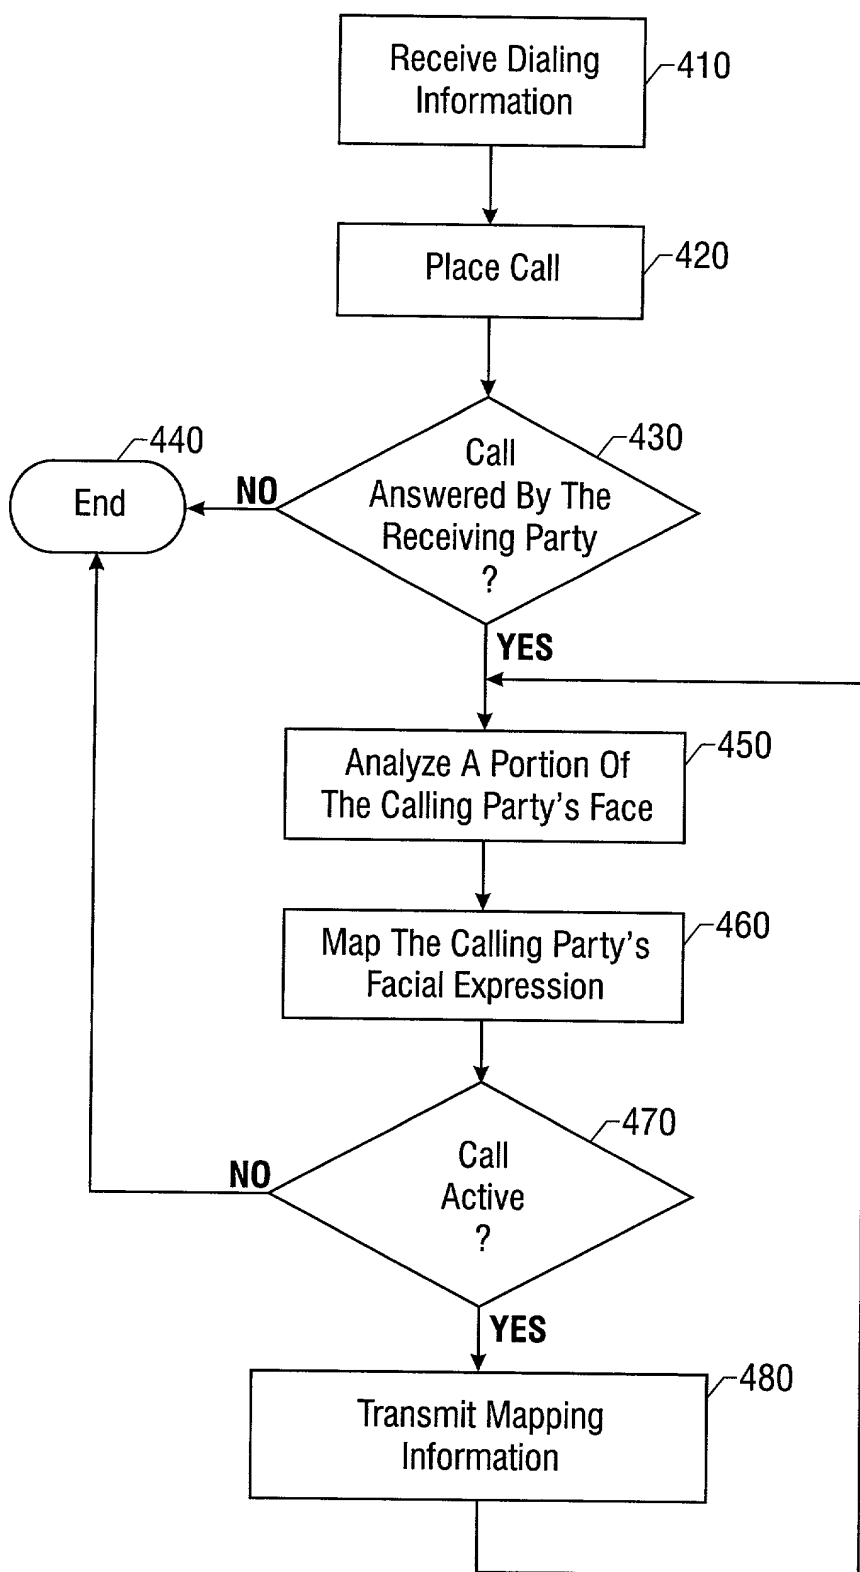 Receive Dialing
Information
410
Place Call
420
Call
Answered By The
Receiving Party
?
430
440
End
NO
YES
Analyze A Portion Of
The Calling Party's Face
450
Map The Calling Party's
Facial Expression
460
Call
Active
?
470
NO
YES
Transmit Mapping
Information
480